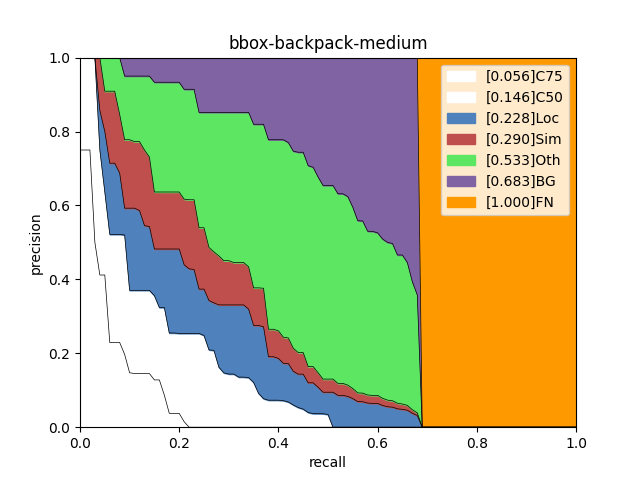 bbox-backpack-medium
1.0
0.8
0.6
0.4
0.2
0.0
precision
[0.056]C75
[0.146]C50
[0.228]Loc
[0.290]Sim
[0.533]Oth
[0.683]BG
[1.000]FN
0.0 0.2 0.4 0.6 0.8 1.0
recall